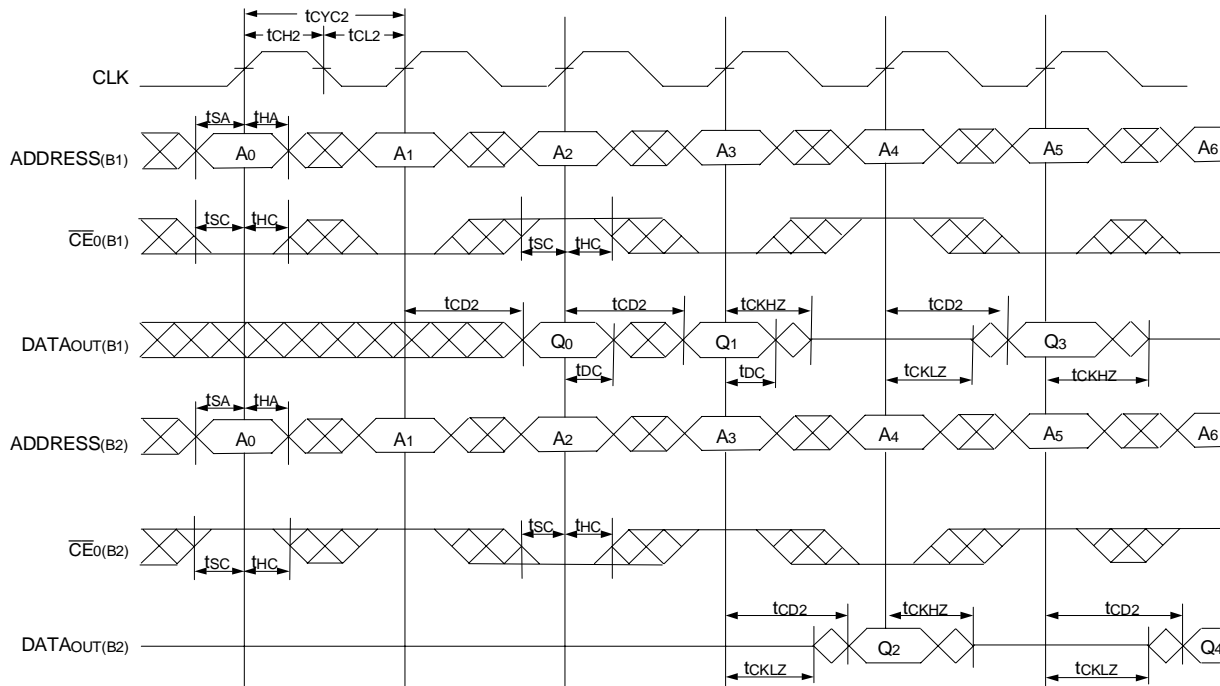 tCYC2
tCH2 tCL2
CLK
tSA tHA
ADDRESS(B1) A0 A1 A2 A3 A4 A5 A6
tSC tHC
CE0(B1)
tSC tHC
tCD2 tCD2 tCKHZ tCD2
DATAOUT(B1) Q0 Q1 Q3
tDC tDC tCKLZ tCKHZ
tSA tHA
ADDRESS(B2) A0 A1 A2 A3 A4 A5 A6
tSC tHC
CE0(B2)
tSC tHC
tCD2 tCKHZ tCD2
DATAOUT(B2) Q2 Q4
tCKLZ tCKLZ